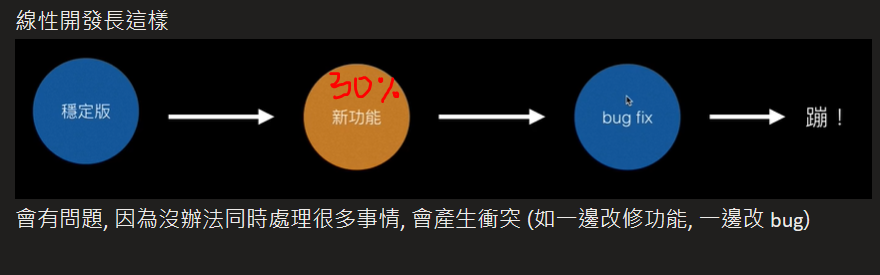 線性開發長這樣
30%
穩定版
新功能
bug fix
蹦！
會有問題, 因為沒辦法同時處理很多事情, 會產生衝突 (如一邊改修功能, 一邊改 bug)